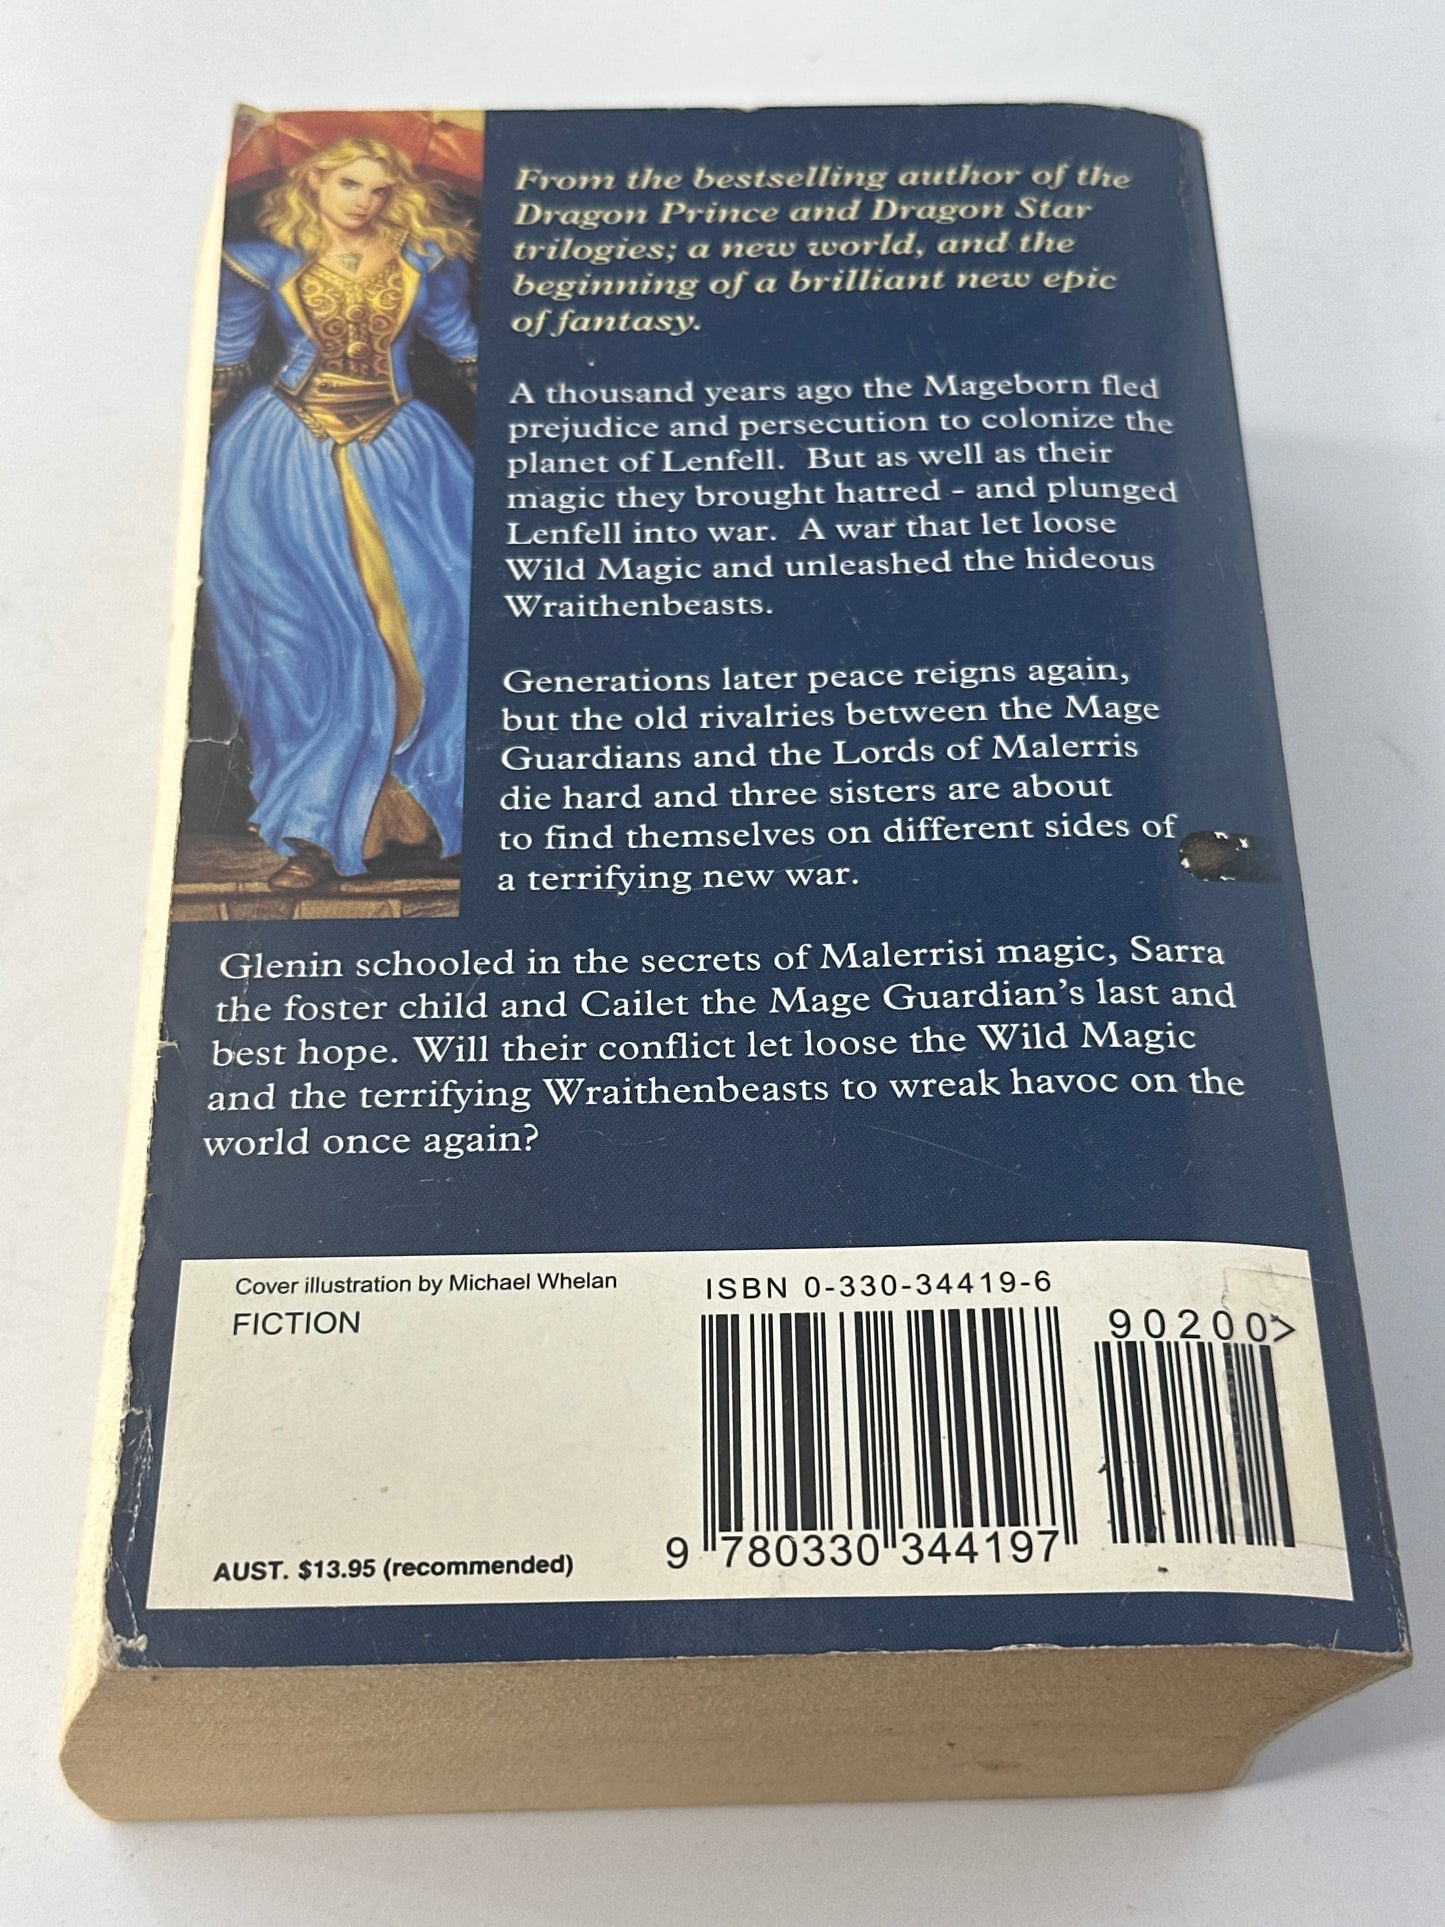 From the bestselling author of the
Dragon Prince and Dragon Star
trilogies; a new world, and the
beginning of a brilliant new epic
of fantasy.
A thousand years ago the Mageborn fled
prejudice and persecution to colonize the
planet of Lenfell. But as well as their
magic they brought hatred - and plunged
Lenfell into war. A war that let loose
Wild Magic and unleashed the hideous
Wraithenbeasts.
Generations later peace reigns again,
but the old rivalries between the Mage
Guardians and the Lords of Malerris
die hard and three sisters are about
to find themselves on different sides of
a terrifying new war.
Glenin schooled in the secrets of Malerrisi magic, Sarra
the foster child and Cailet the Mage Guardian's last and
best hope. Will their conflict let loose the Wild Magic
and the terrifying Wraithenbeasts to wreak havoc on the
world once again?
Cover illustration by Michael Whelan
FICTION
AUST. $13.95 (recommended)
ISBN 0-330-34419-6
90200>
9 780330 344197